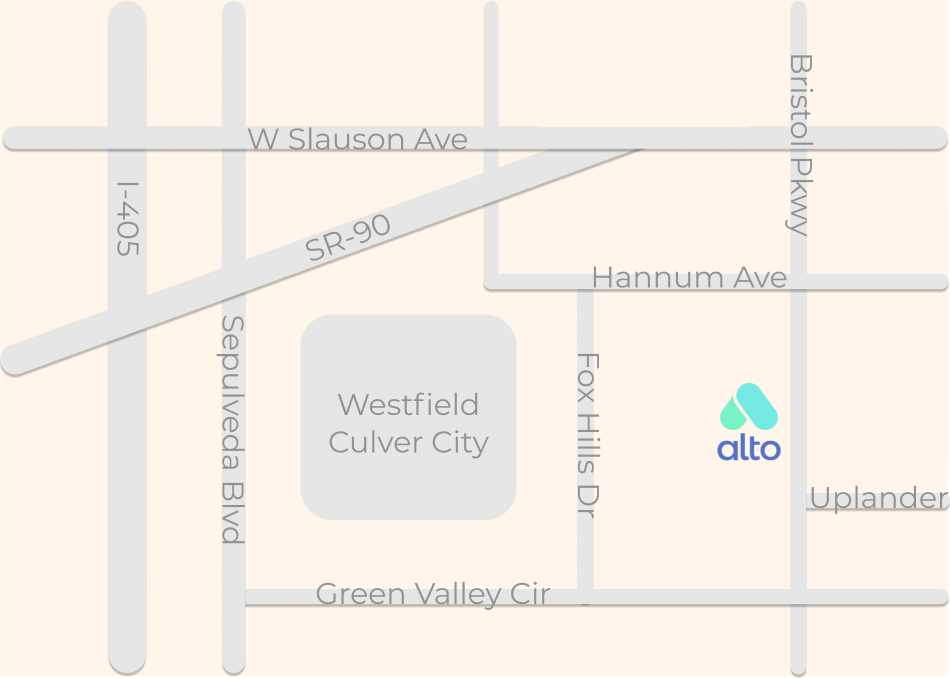 Bristol Pkwy
W Slauson Ave
I-405
SR-90
Hannum Ave
Sepulveda Blvd
Fox Hills Dr
Westfield
Culver City
alto
Uplander
Green Valley Cir